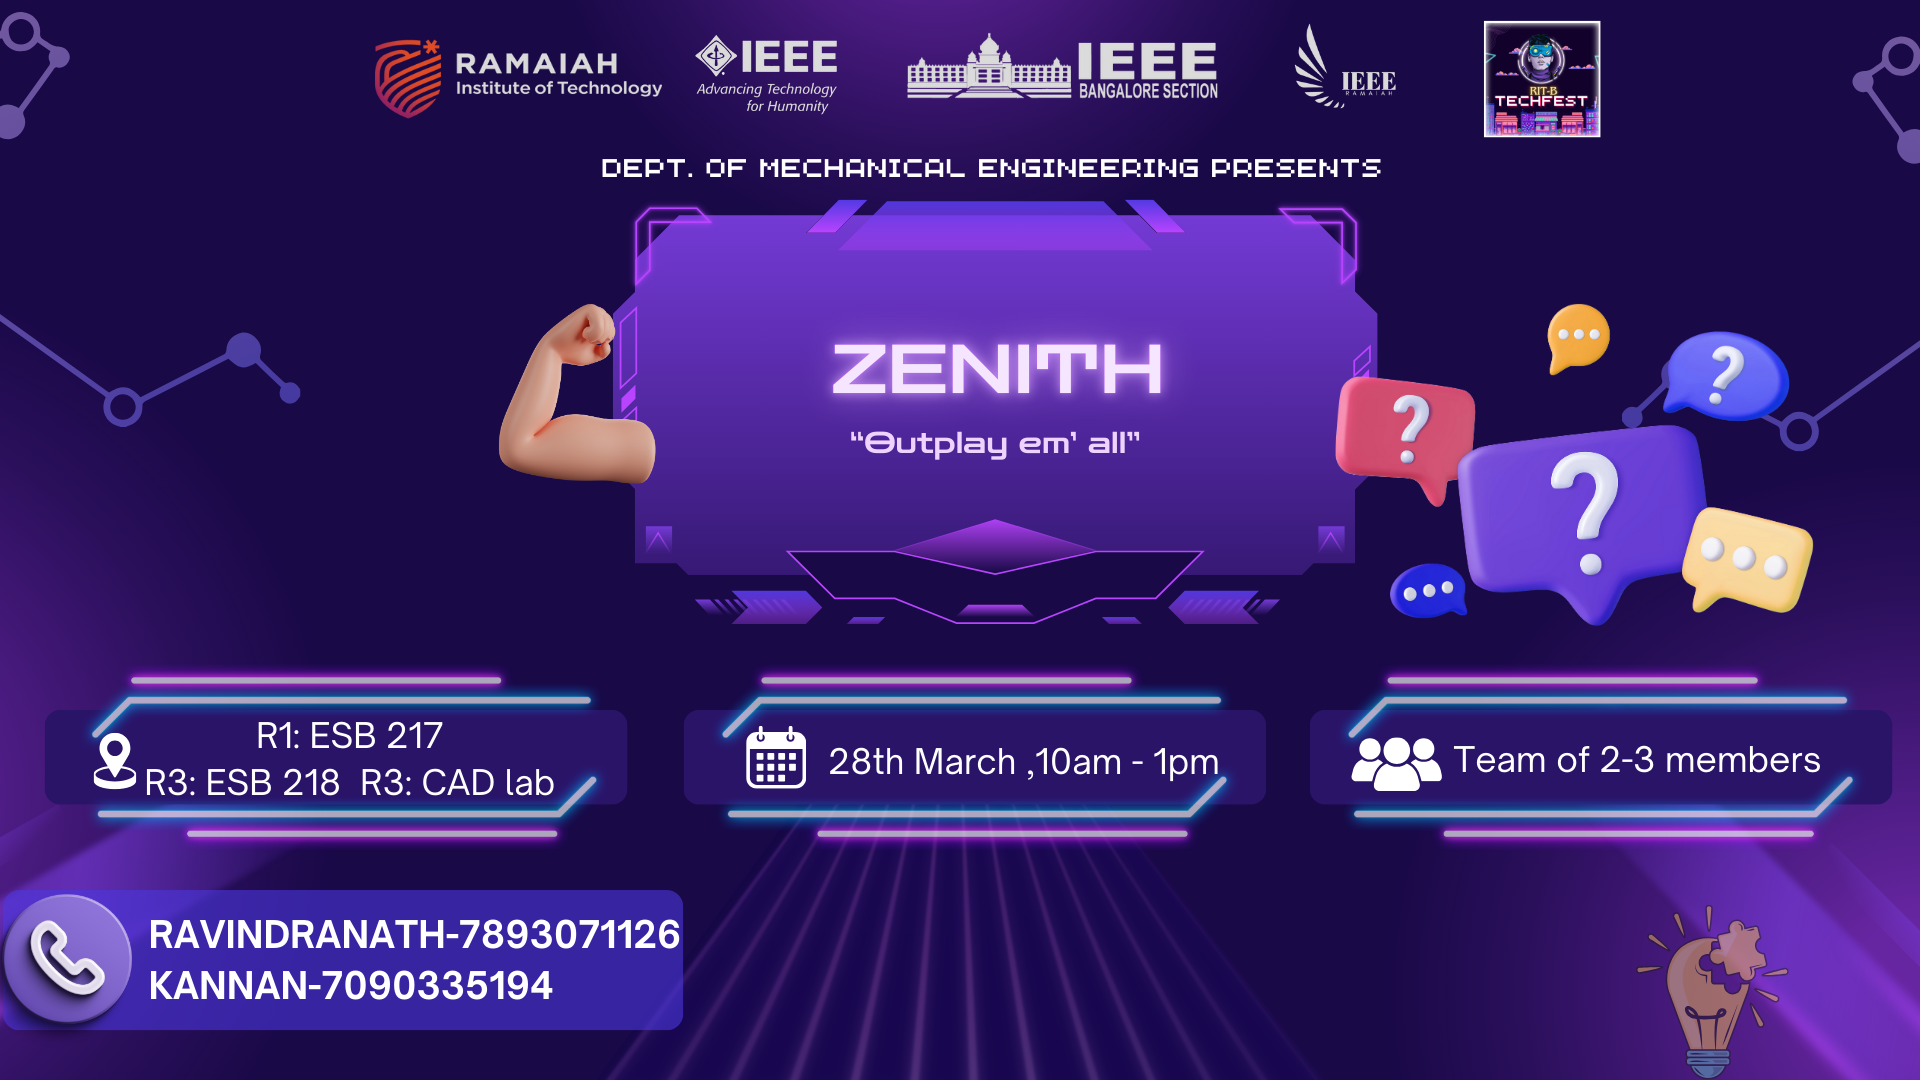 RAMAIAH
Institute of Technology
IEEE
Advancing Technology
for Humanity
IEEE
BANGALORE SECTION
IEEE
RAMAIAH
RIT-B
TECHFEST
DEPT. OF MECHANICAL ENGINEERING PRESENTS
ZENITH
“Outplay em' all”
R1: ESB 217
R3: ESB 218 R3: CAD lab
28th March ,10am - 1pm
Team of 2-3 members
RAVINDRANATH-7893071126
KANNAN-7090335194